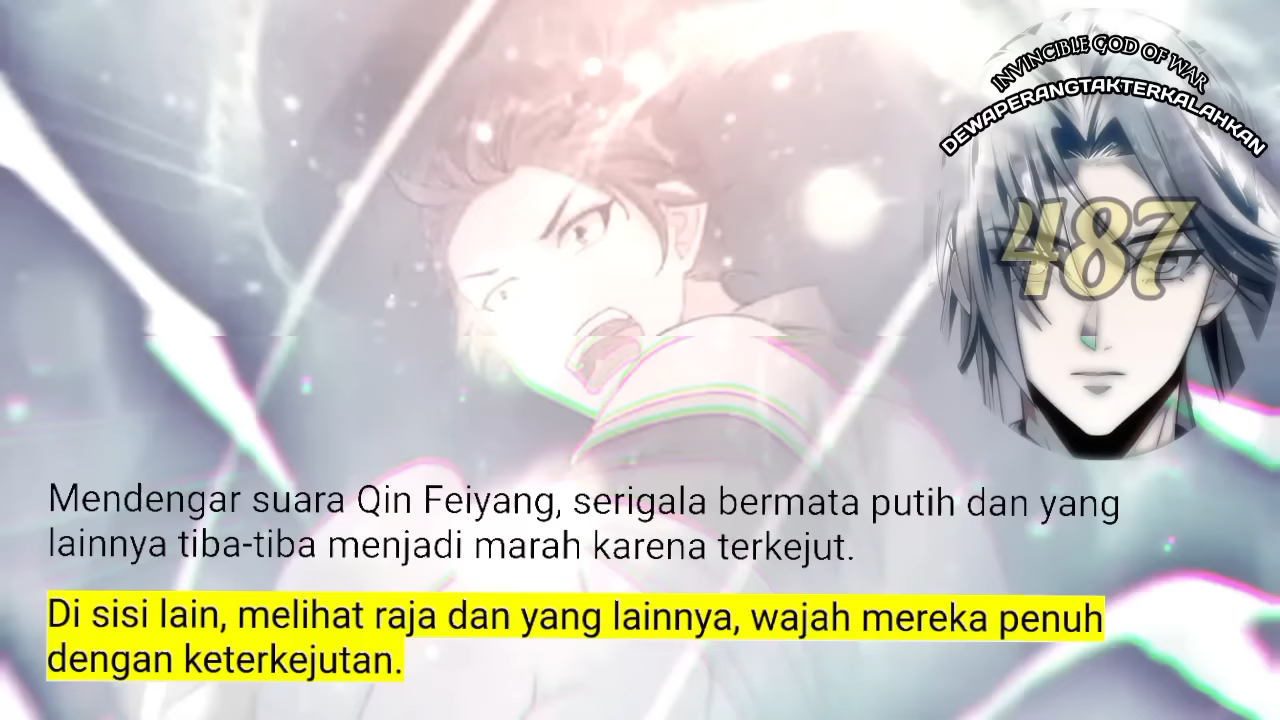 INVINCIBLE GOD OF WAR
DEWAPERANGTAKTERKALAHKAN
487
Mendengar suara Qin Feiyang, serigala bermata putih dan yang
lainnya tiba-tiba menjadi marah karena terkejut.
Di sisi lain, melihat raja dan yang lainnya, wajah mereka penuh
dengan keterkejutan.